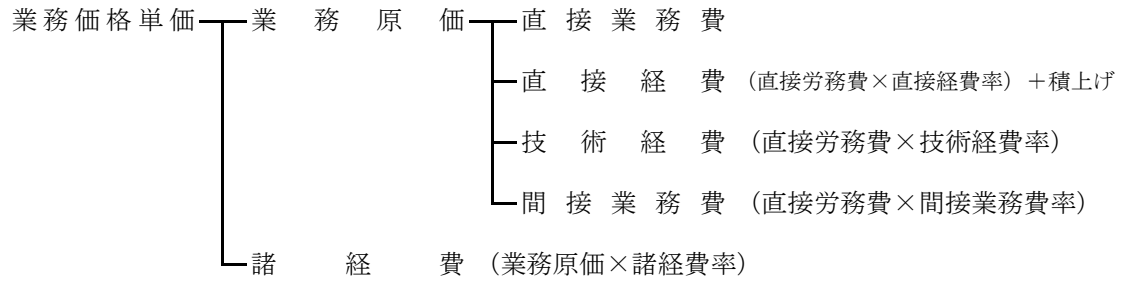 業務価格単価 業務原価 直接業務費
直接経費 (直接労務費×直接経費率) +積上げ
技術経費 (直接労務費×技術経費率)
間接業務費 (直接労務費×間接業務費率)
諸経費 (業務原価×諸経費率)